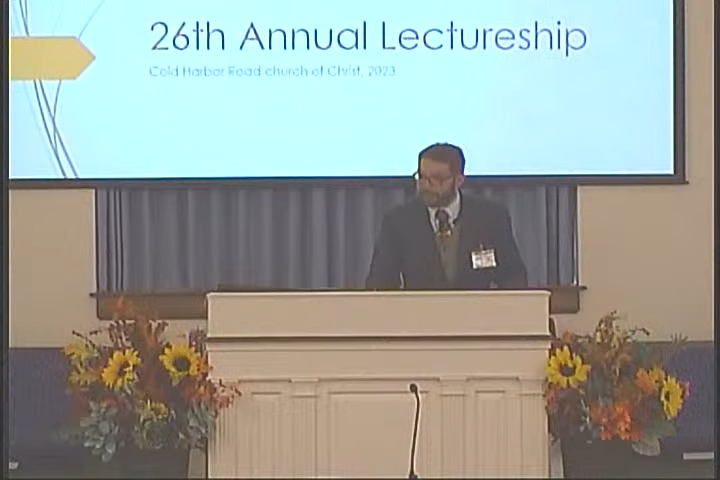 26th Annual Lectureship
Cold Harbor Road church of Christ, 2023